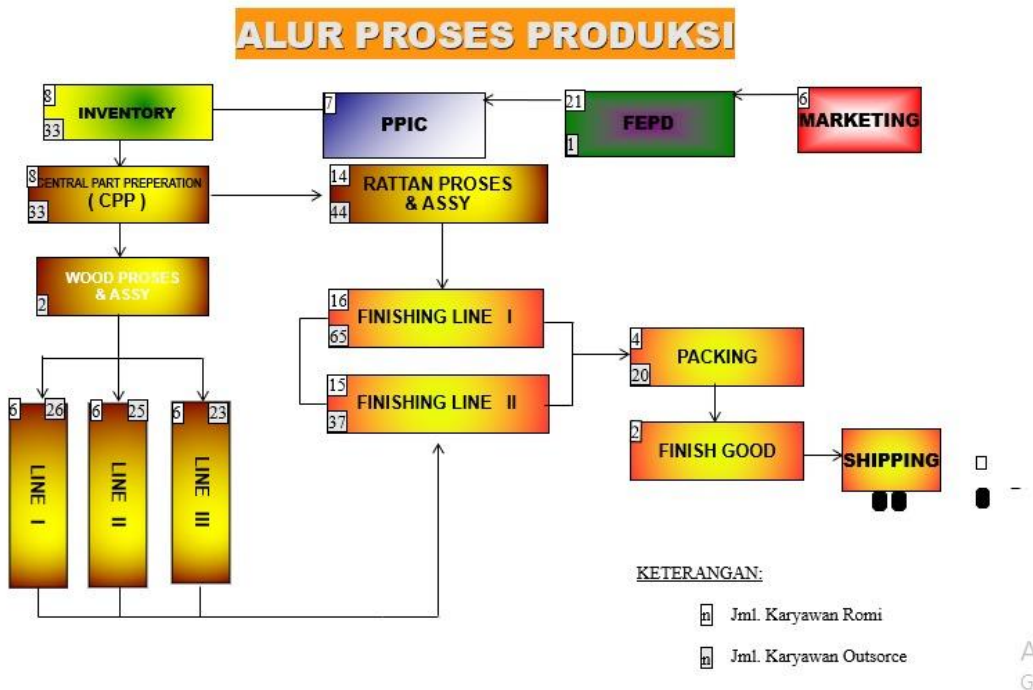 ALUR PROSES PRODUKSI
8
INVENTORY
33
7
PPIC
21
FEPD
1
6
MARKETING
8
CENTRAL PART PREPERATION
( CPP )
33
14
RATTAN PROSES
& ASSY
44
WOOD PROSES
& ASSY
2
16
FINISHING LINE I
65
15
FINISHING LINE II
37
4
PACKING
20
6 26
LINE I
6 25
LINE II
6 23
LINE III
2
FINISH GOOD
SHIPPING
KETERANGAN:
n Jml. Karyawan Romi
n Jml. Karyawan Outsorce
A
G